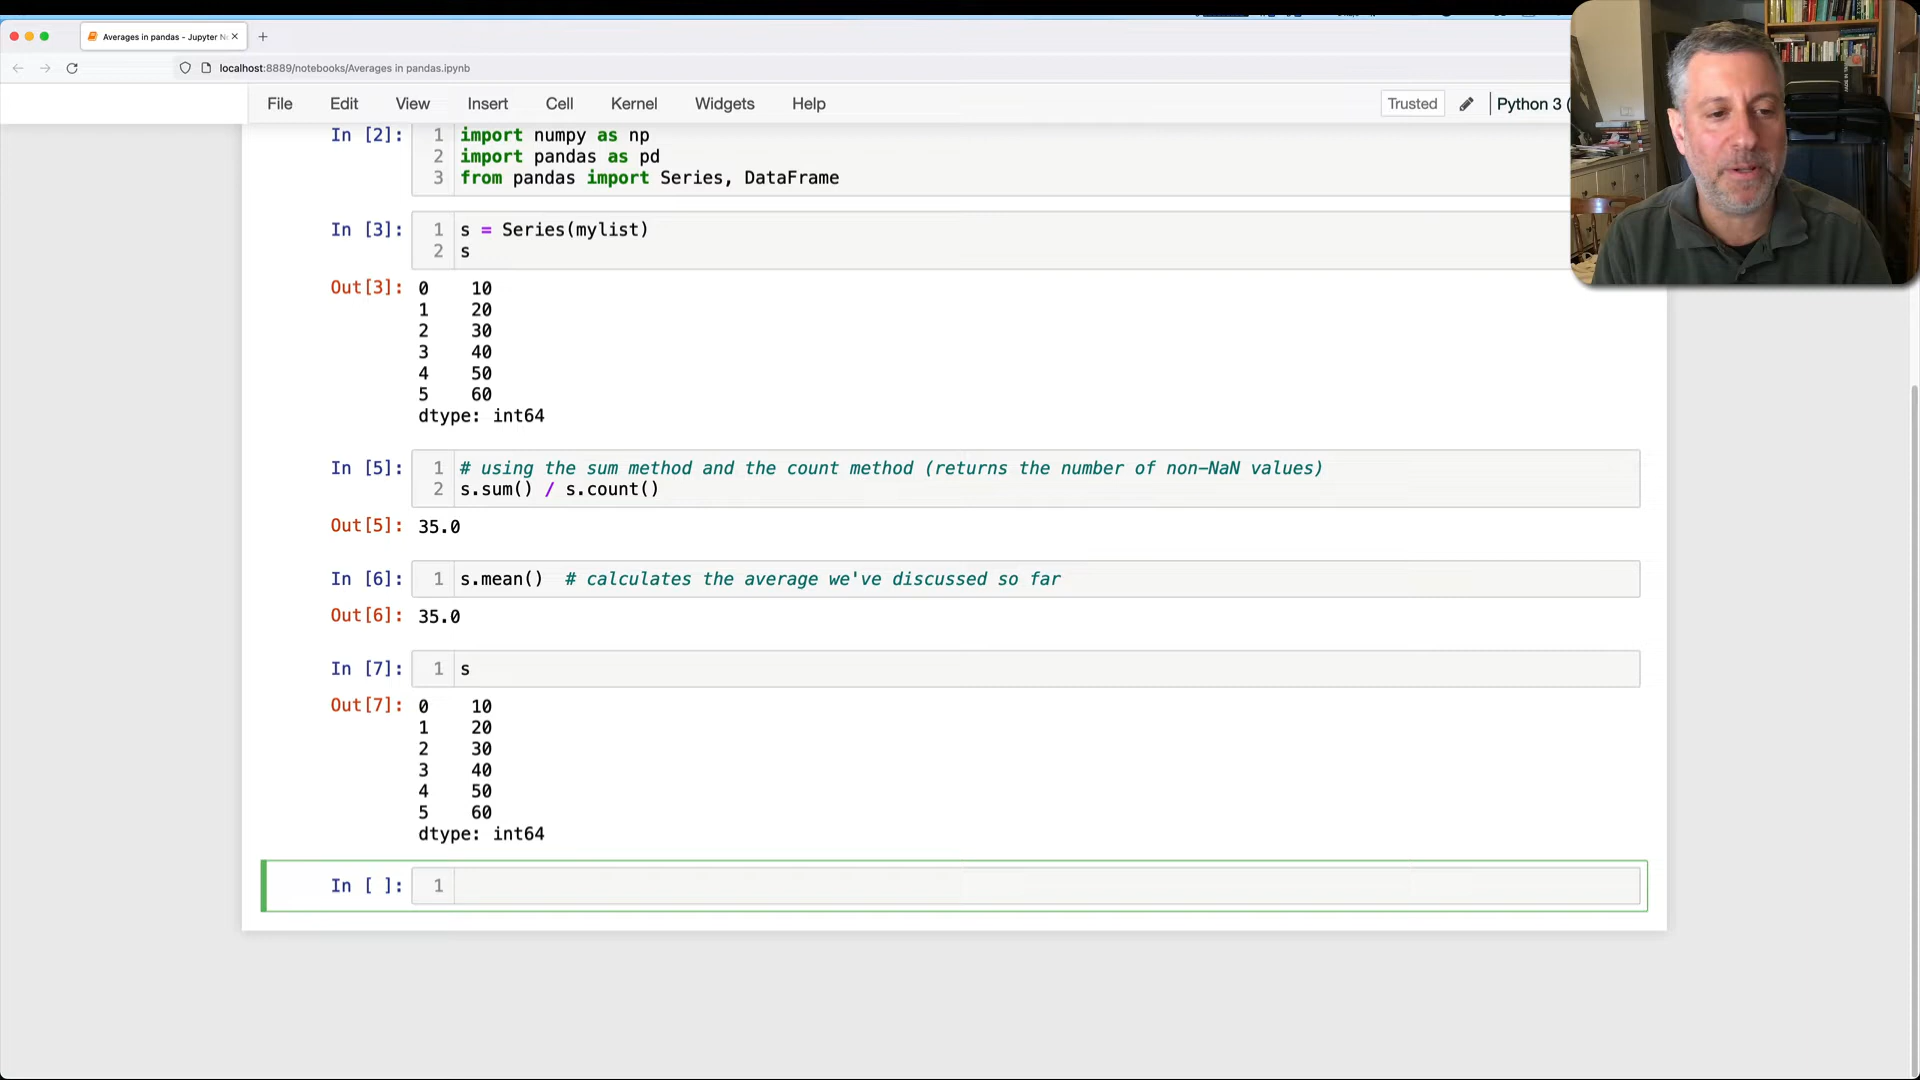 Averages in pandas - Jupyter N
localhost:8889/notebooks/Averages in pandas.ipynb
File Edit View Insert Cell Kernel Widgets Help
Trusted Python 3 (
In [2]:
1 import numpy as np
2 import pandas as pd
3 from pandas import Series, DataFrame
In [3]:
1 s = Series(mylist)
2 s
Out[3]:
0 10
1 20
2 30
3 40
4 50
5 60
dtype: int64
In [5]:
1 # using the sum method and the count method (returns the number of non-NaN values)
2 s.sum() / s.count()
Out[5]: 35.0
In [6]: 1 s.mean() # calculates the average we've discussed so far
Out[6]: 35.0
In [7]: 1 s
Out[7]:
0 10
1 20
2 30
3 40
4 50
5 60
dtype: int64
In [ ]: 1